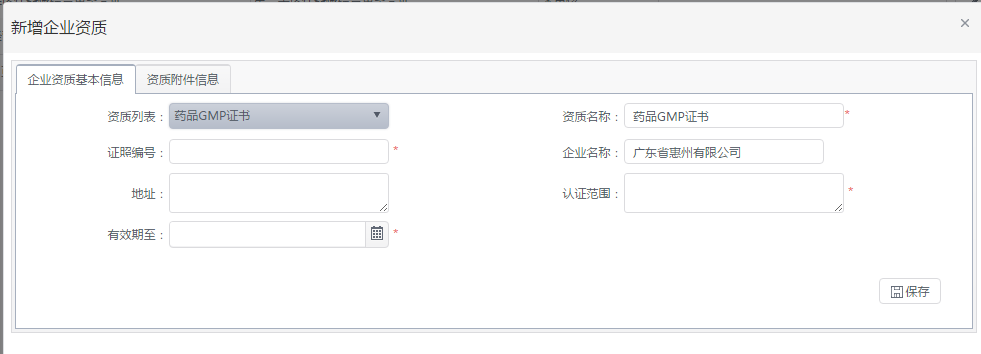 新增企业资质
×
企业资质基本信息 资质附件信息
资质列表： 药品GMP证书 资质名称： 药品GMP证书 *
证照编号： * 企业名称： 广东省惠州有限公司
地址： 认证范围： *
有效期至： *
保存